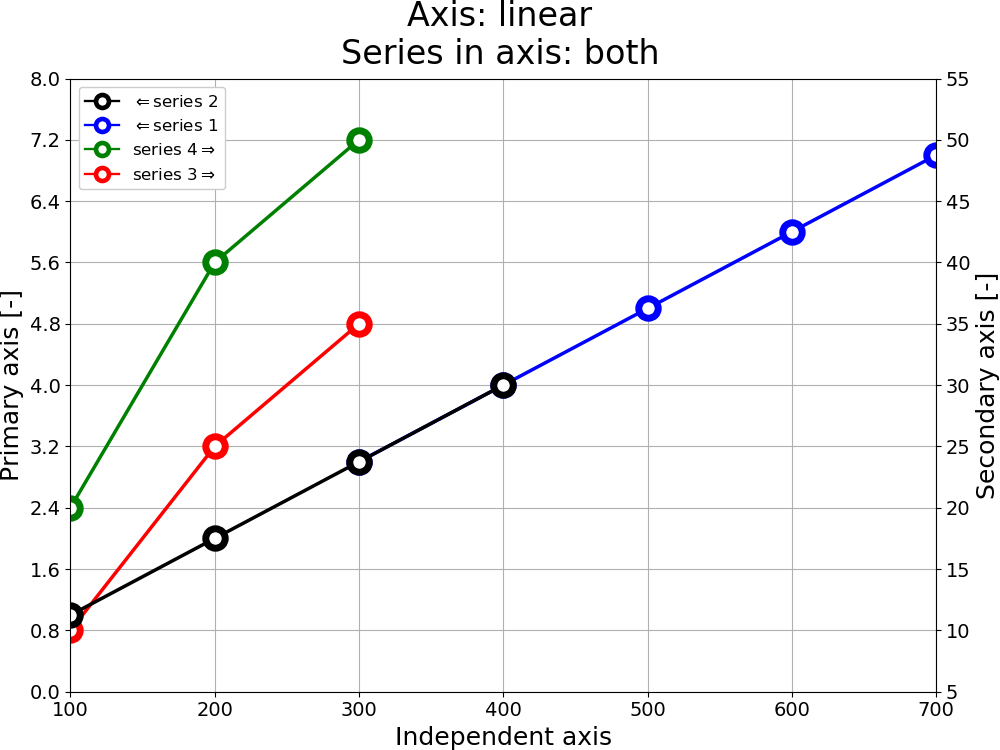 Axis: linear
Series in axis: both
⇐series 2
⇐series 1
series 4⇒
series 3⇒
Primary axis [-]
8.0
7.2
6.4
5.6
4.8
4.0
3.2
2.4
1.6
0.8
0.0
55
50
45
40
35
30
25
20
15
10
5
Secondary axis [-]
100 200 300 400 500 600 700
Independent axis